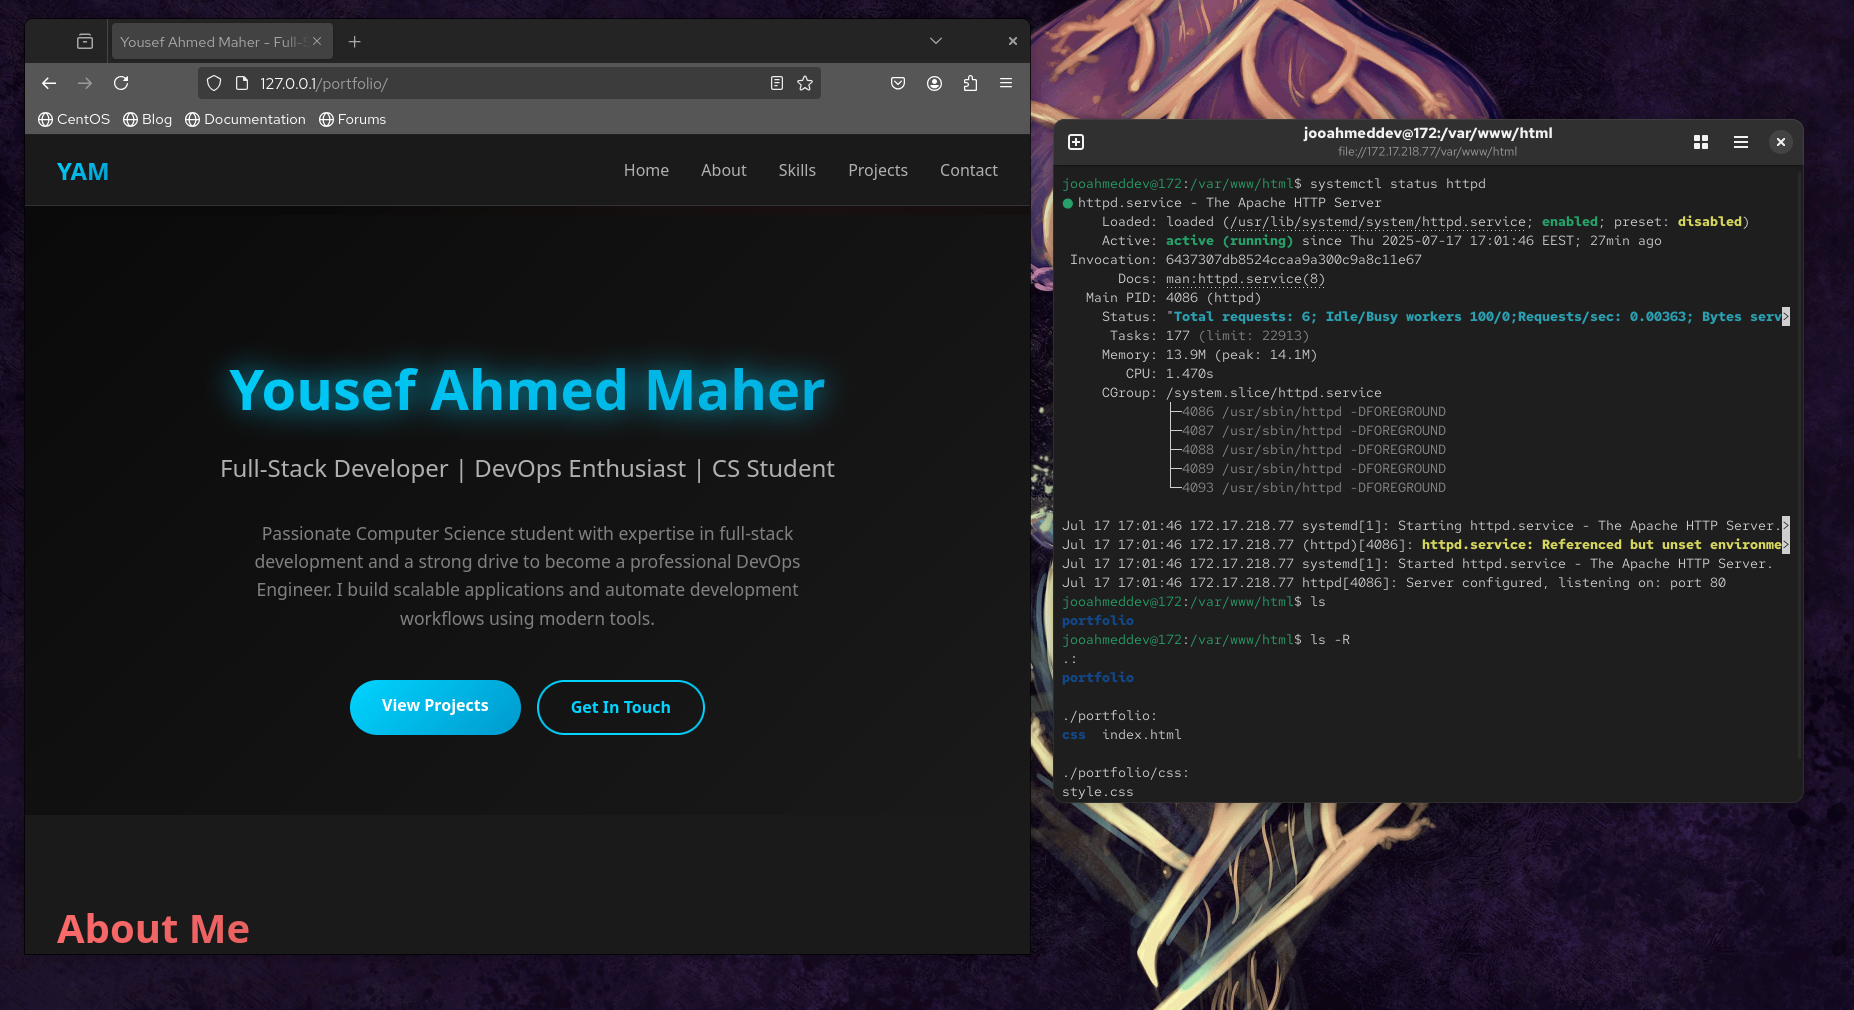 Yousef Ahmed Maher - Full-S
127.0.0.1/portfolio/
CentOS Blog Documentation Forums
YAM Home About Skills Projects Contact
Yousef Ahmed Maher
Full-Stack Developer | DevOps Enthusiast | CS Student
Passionate Computer Science student with expertise in full-stack
development and a strong drive to become a professional DevOps
Engineer. I build scalable applications and automate development
workflows using modern tools.
View Projects Get In Touch
About Me
jooahmeddev@172:/var/www/html
file://172.17.218.77/var/www/html
jooahmeddev@172:/var/www/html$ systemctl status httpd
● httpd.service - The Apache HTTP Server
Loaded: loaded (/usr/lib/systemd/system/httpd.service; enabled; preset: disabled)
Active: active (running) since Thu 2025-07-17 17:01:46 EEST; 27min ago
Invocation: 6437307db8524ccaa9a300c9a8c11e67
Docs: man:httpd.service(8)
Main PID: 4086 (httpd)
Status: "Total requests: 6; Idle/Busy workers 100/0;Requests/sec: 0.00363; Bytes serv>
Tasks: 177 (limit: 22913)
Memory: 13.9M (peak: 14.1M)
CPU: 1.470s
CGroup: /system.slice/httpd.service
├─4086 /usr/sbin/httpd -DFOREGROUND
├─4087 /usr/sbin/httpd -DFOREGROUND
├─4088 /usr/sbin/httpd -DFOREGROUND
├─4089 /usr/sbin/httpd -DFOREGROUND
└─4093 /usr/sbin/httpd -DFOREGROUND
Jul 17 17:01:46 172.17.218.77 systemd[1]: Starting httpd.service - The Apache HTTP Server.>
Jul 17 17:01:46 172.17.218.77 (httpd)[4086]: httpd.service: Referenced but unset environme>
Jul 17 17:01:46 172.17.218.77 systemd[1]: Started httpd.service - The Apache HTTP Server.
Jul 17 17:01:46 172.17.218.77 httpd[4086]: Server configured, listening on: port 80
jooahmeddev@172:/var/www/html$ ls
portfolio
jooahmeddev@172:/var/www/html$ ls -R
.:
portfolio
./portfolio:
css index.html
./portfolio/css:
style.css